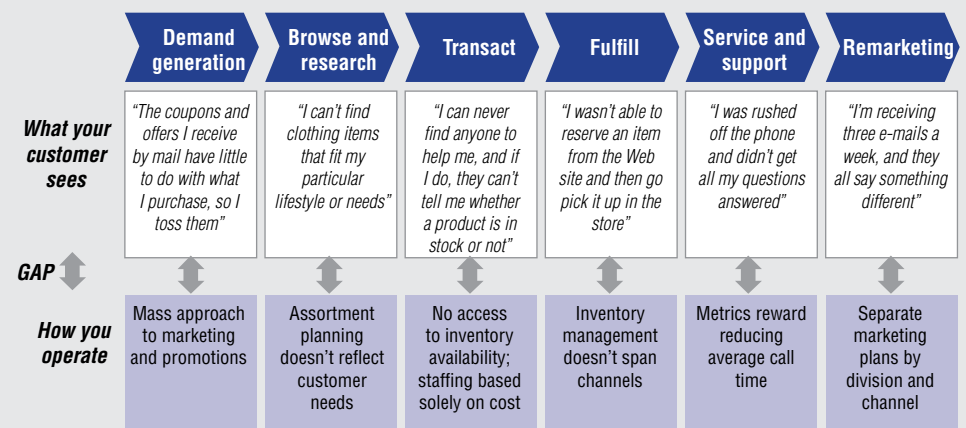 Demand
generation
Browse and
research
Transact
Fulfill
Service and
support
Remarketing
What your
customer
sees
“The coupons and
offers I receive
by mail have little
to do with what
I purchase, so I
toss them”
“I can’t find
clothing items
that fit my
particular
lifestyle or needs”
“I can never
find anyone to
help me, and if
I do, they can’t
tell me whether
a product is in
stock or not”
“I wasn’t able to
reserve an item
from the Web
site and then go
pick it up in the
store”
“I was rushed
off the phone
and didn’t get
all my questions
answered”
“I’m receiving
three e-mails a
week, and they
all say something
different”
GAP
How you
operate
Mass approach
to marketing
and promotions
Assortment
planning
doesn’t reflect
customer
needs
No access
to inventory
availability;
staffing based
solely on cost
Inventory
management
doesn’t span
channels
Metrics reward
reducing
average call
time
Separate
marketing
plans by
division and
channel